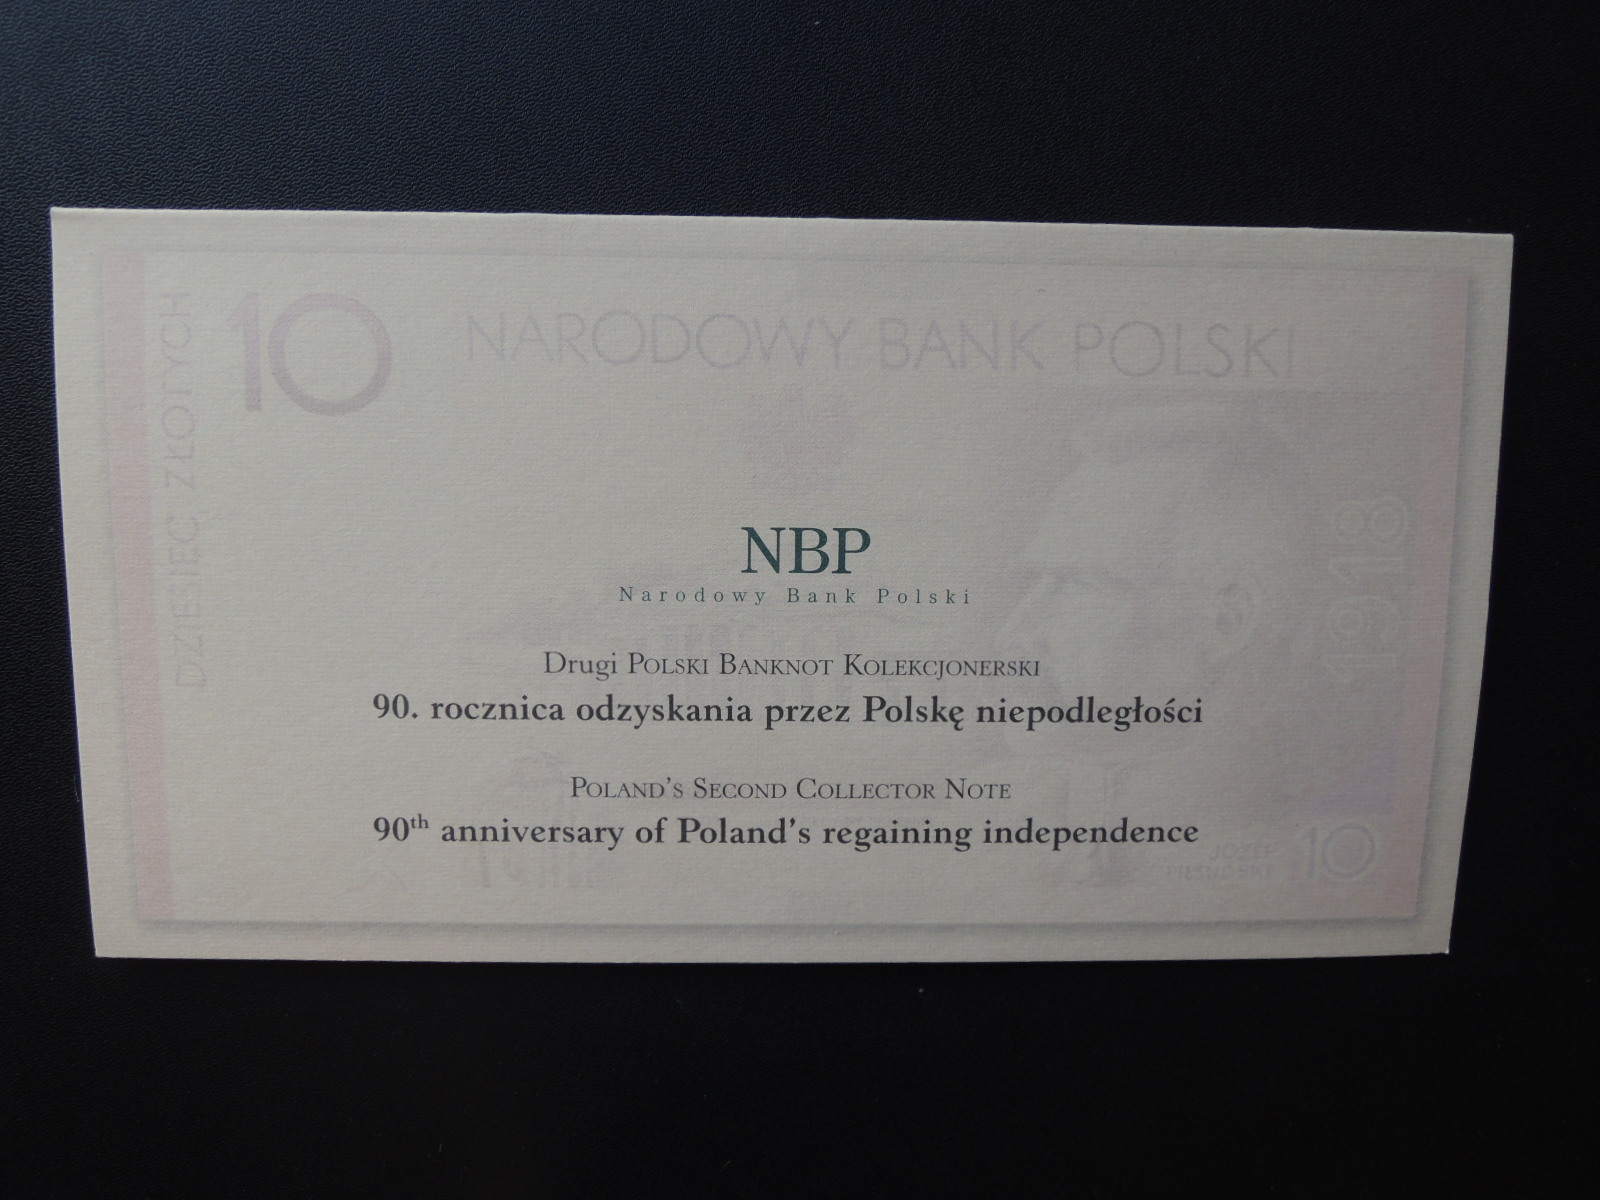 DZIESIĘĆ ZŁOTYCH
10
NARODOWY BANK POLSKI
1918
NBP
Narodowy Bank Polski
Drugi POLSKI BANKNOT KOLEKCJONERSKI
90. rocznica odzyskania przez Polskę niepodległości
POLAND'S SECOND COLLECTOR NOTE
90th anniversary of Poland's regaining independence
JÓZEF
PIŁSUDSKI
10